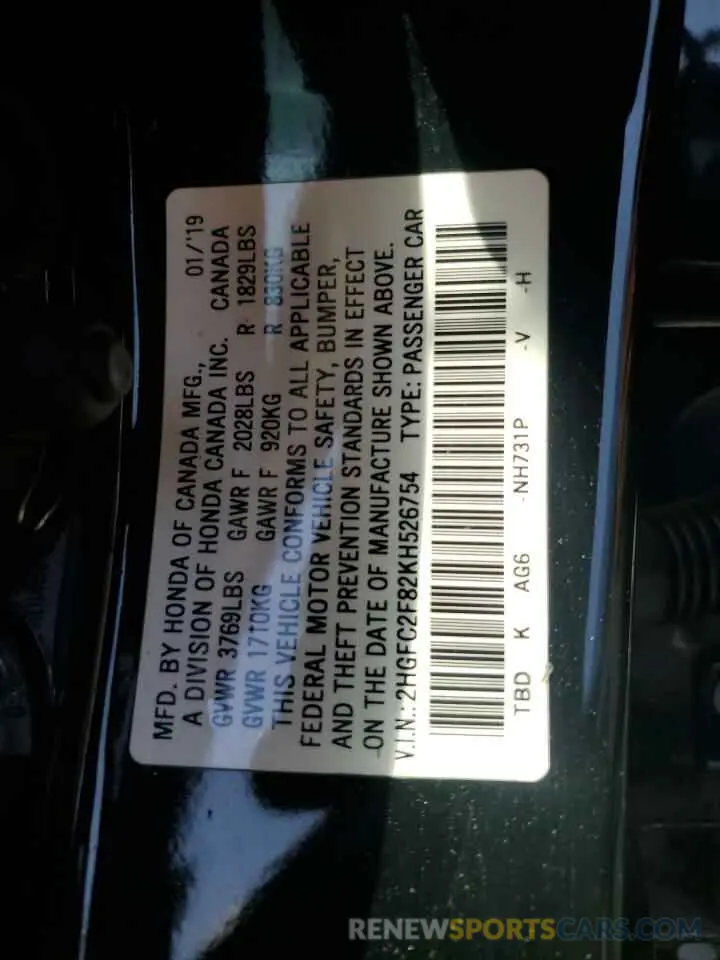 MFD. BY HONDA OF CANADA MFG., 01/'19
A DIVISION OF HONDA CANADA INC. CANADA
GVWR 3769LBS GAWR F 2028LBS R 1829LBS
GVWR 1710KG GAWR F 920KG R 830KG
THIS VEHICLE CONFORMS TO ALL APPLICABLE
FEDERAL MOTOR VEHICLE SAFETY, BUMPER,
AND THEFT PREVENTION STANDARDS IN EFFECT
ON THE DATE OF MANUFACTURE SHOWN ABOVE.
V.I.N.: 2HGFC2F82KH526754 TYPE: PASSENGER CAR
TBD K AG6 -NH731P -V -H
RENEWSPORTSCARS.COM